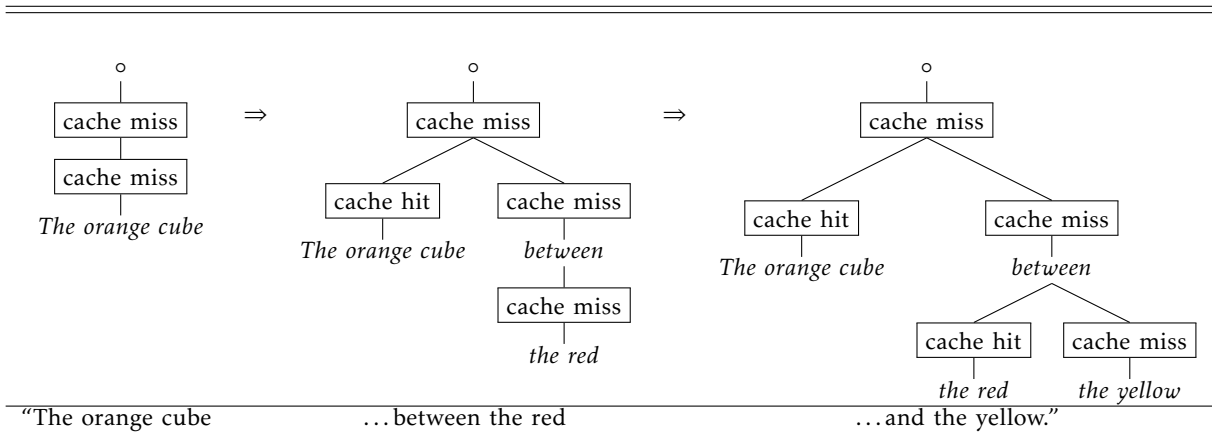 cache miss ⇒ cache miss ⇒ cache miss
cache miss cache hit cache miss cache hit cache miss
The orange cube The orange cube between The orange cube between
cache miss cache hit cache miss
the red the red the yellow
“The orange cube …between the red …and the yellow.”